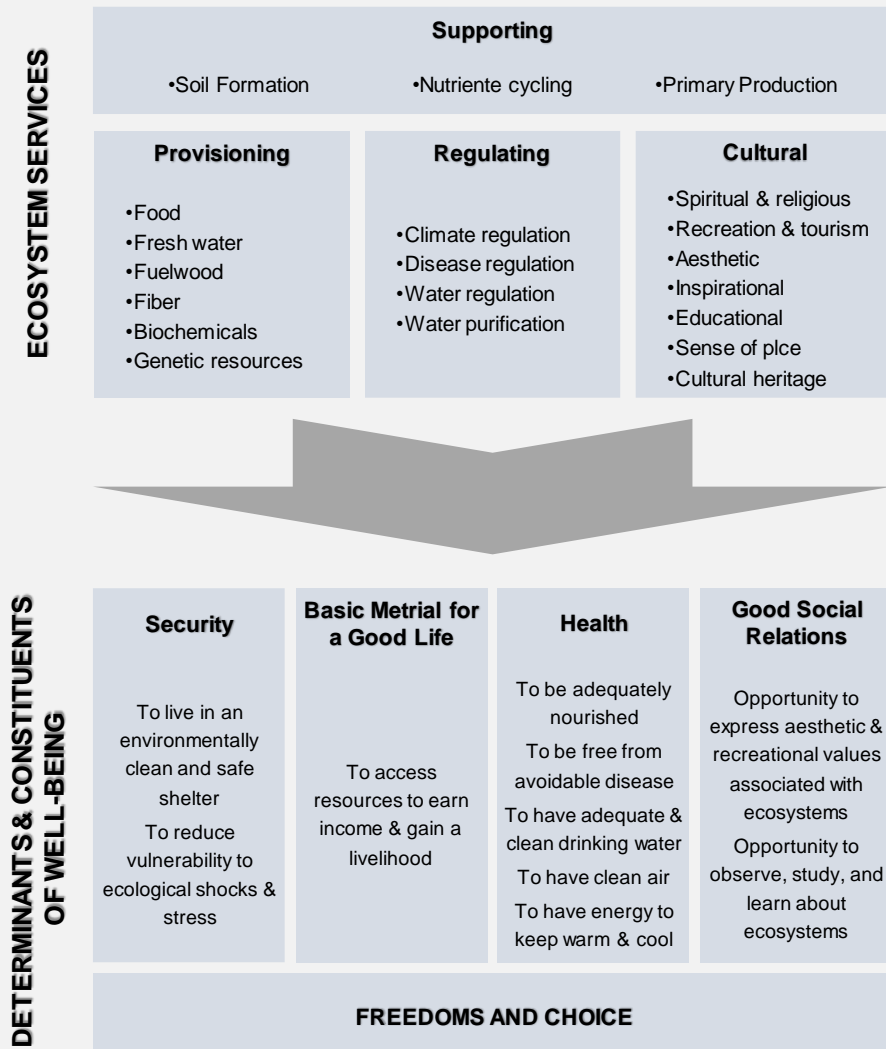 ECOSYSTEM SERVICES
Supporting
•Soil Formation
•Nutriente cycling
•Primary Production
Provisioning
•Food
•Fresh water
•Fuelwood
•Fiber
•Biochemicals
•Genetic resources
Regulating
•Climate regulation
•Disease regulation
•Water regulation
•Water purification
Cultural
•Spiritual & religious
•Recreation & tourism
•Aesthetic
•Inspirational
•Educational
•Sense of plce
•Cultural heritage
DETERMINANTS & CONSTITUENTS
OF WELL-BEING
Security
To live in an
environmentally
clean and safe
shelter
To reduce
vulnerability to
ecological shocks &
stress
Basic Metrial for
a Good Life
To access
resources to earn
income & gain a
livelihood
Health
To be adequately
nourished
To be free from
avoidable disease
To have adequate &
clean drinking water
To have clean air
To have energy to
keep warm & cool
Good Social
Relations
Opportunity to
express aesthetic &
recreational values
associated with
ecosystems
Opportunity to
observe, study, and
learn about
ecosystems
FREEDOMS AND CHOICE